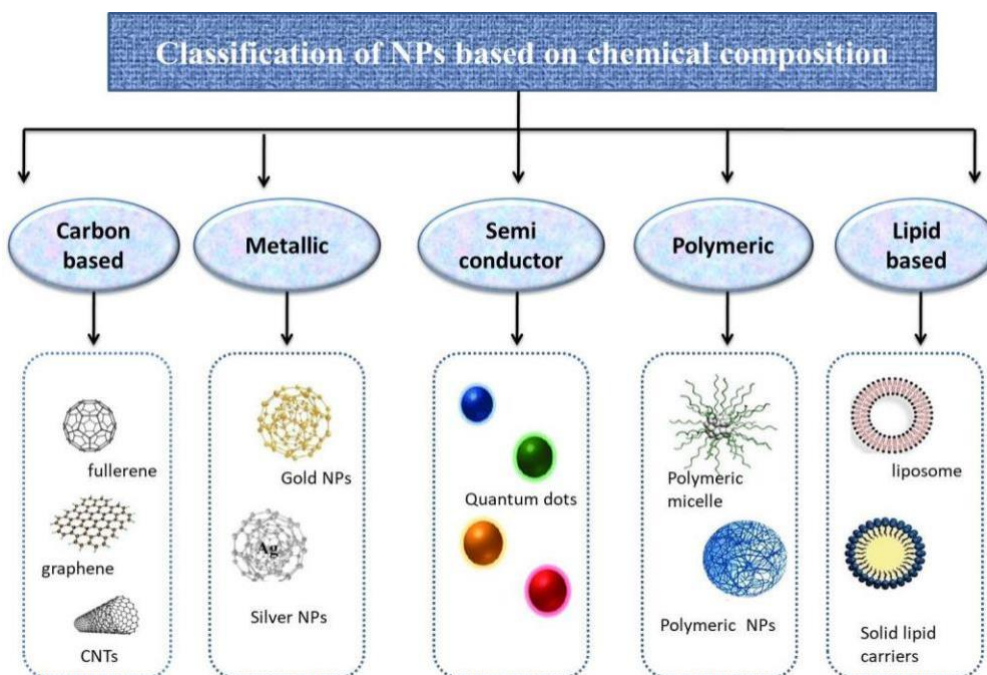 Classification of NPs based on chemical composition
Carbon
based
Metallic
Semi
conductor
Polymeric
Lipid
based
fullerene
graphene
CNTs
Gold NPs
Ag
Silver NPs
Quantum dots
Polymeric
micelle
Polymeric NPs
liposome
Solid lipid
carriers